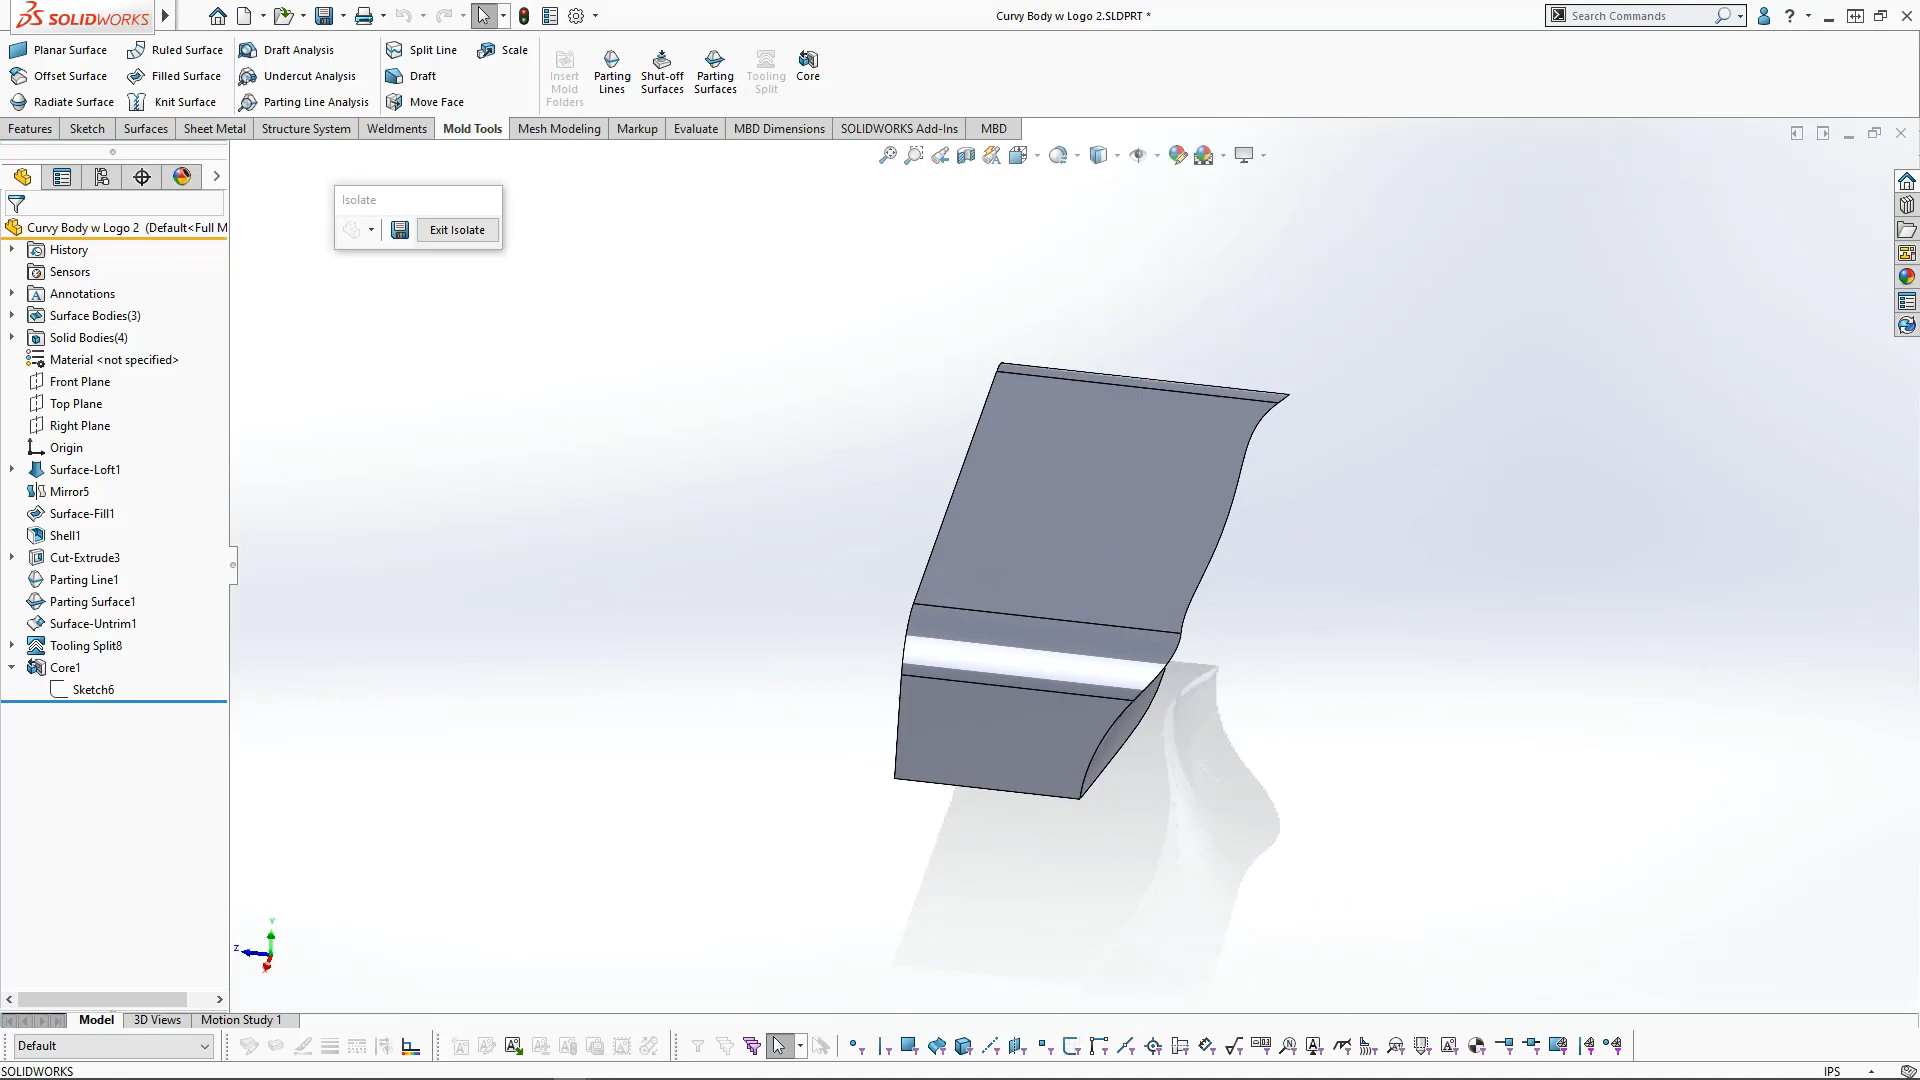 SOLIDWORKS
Curvy Body w Logo 2.SLDPRT *
Search Commands
?
Planar Surface
Ruled Surface
Draft Analysis
Split Line
Scale
Offset Surface
Filled Surface
Undercut Analysis
Draft
Radiate Surface
Knit Surface
Parting Line Analysis
Move Face
Insert
Mold
Folders
Parting
Lines
Shut-off
Surfaces
Parting
Surfaces
Tooling
Split
Core
Features
Sketch
Surfaces
Sheet Metal
Structure System
Weldments
Mold Tools
Mesh Modeling
Markup
Evaluate
MBD Dimensions
SOLIDWORKS Add-Ins
MBD
Isolate
Exit Isolate
Curvy Body w Logo 2 (Default<Full M
History
Sensors
Annotations
Surface Bodies(3)
Solid Bodies(4)
Material <not specified>
Front Plane
Top Plane
Right Plane
Origin
Surface-Loft1
Mirror5
Surface-Fill1
Shell1
Cut-Extrude3
Parting Line1
Parting Surface1
Surface-Untrim1
Tooling Split8
Core1
Sketch6
Y
Z
X
Model
3D Views
Motion Study 1
Default
SOLIDWORKS
IPS